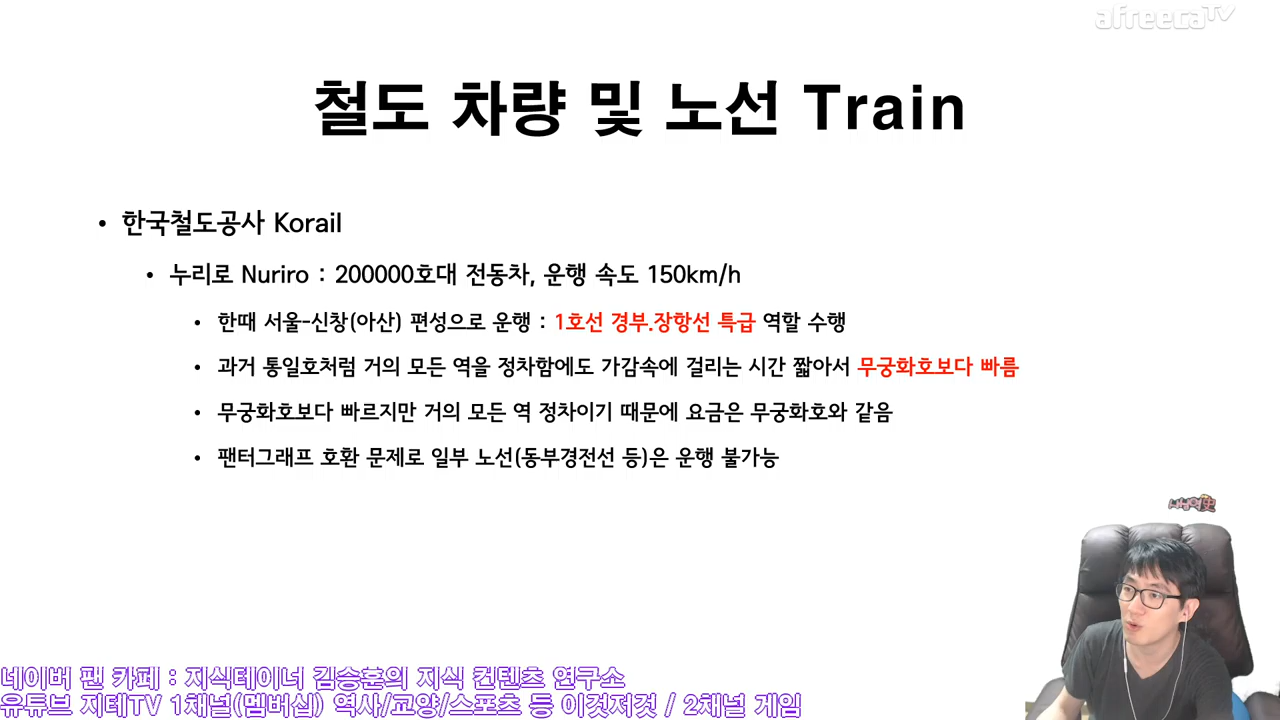 afreecaTV
철도 차량 및 노선 Train
• 한국철도공사 Korail
• 누리로 Nuriro : 200000호대 전동차, 운행 속도 150km/h
• 한때 서울-신창(아산) 편성으로 운행 : 1호선 경부.장항선 특급 역할 수행
• 과거 통일호처럼 거의 모든 역을 정차함에도 가감속에 걸리는 시간 짧아서 무궁화호보다 빠름
• 무궁화호보다 빠르지만 거의 모든 역 정차이기 때문에 요금은 무궁화호와 같음
• 팬터그래프 호환 문제로 일부 노선(동부경전선 등)은 운행 불가능
네이버 팬 카페 : 지식테이너 김승훈의 지식 컨텐츠 연구소
유튜브 지테TV 1채널(멤버십) 역사/교양/스포츠 등 이것저것 / 2채널 게임